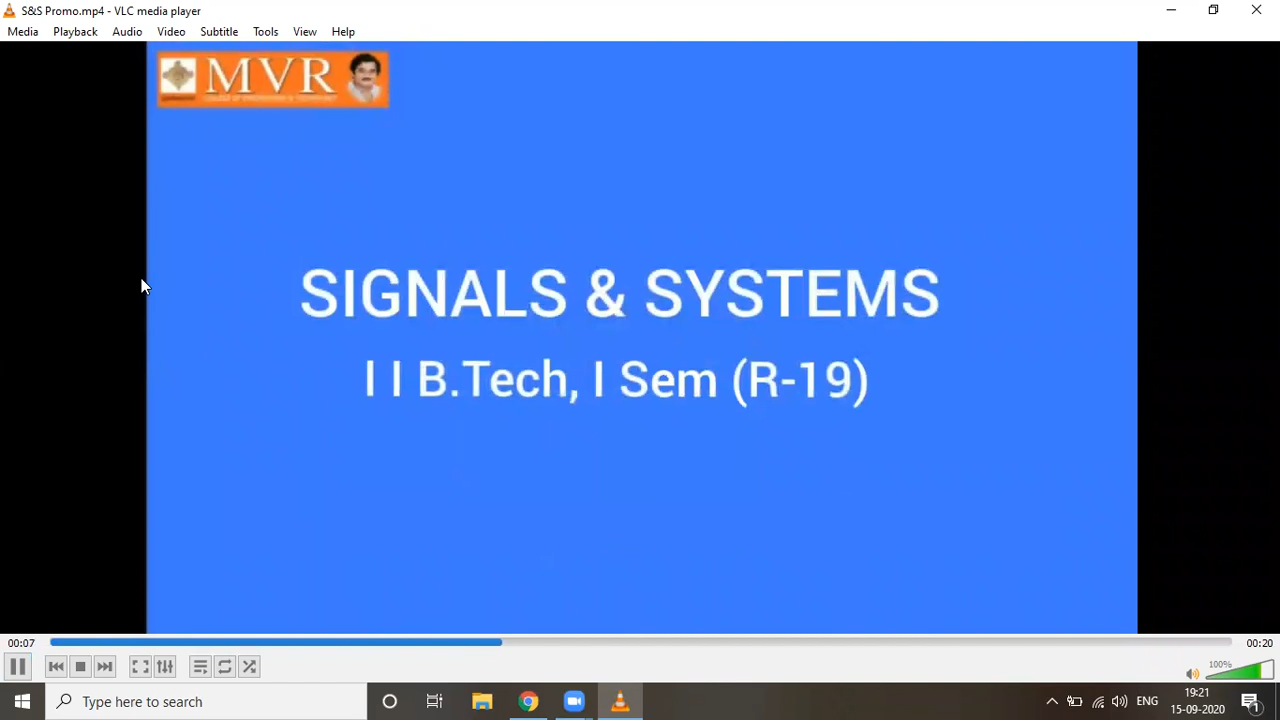 S&S Promo.mp4 - VLC media player
Media Playback Audio Video Subtitle Tools View Help
MVR
SIGNALS & SYSTEMS
I I B.Tech, I Sem (R-19)
00:07
00:20
100%
Type here to search
ENG
19:21
15-09-2020
1